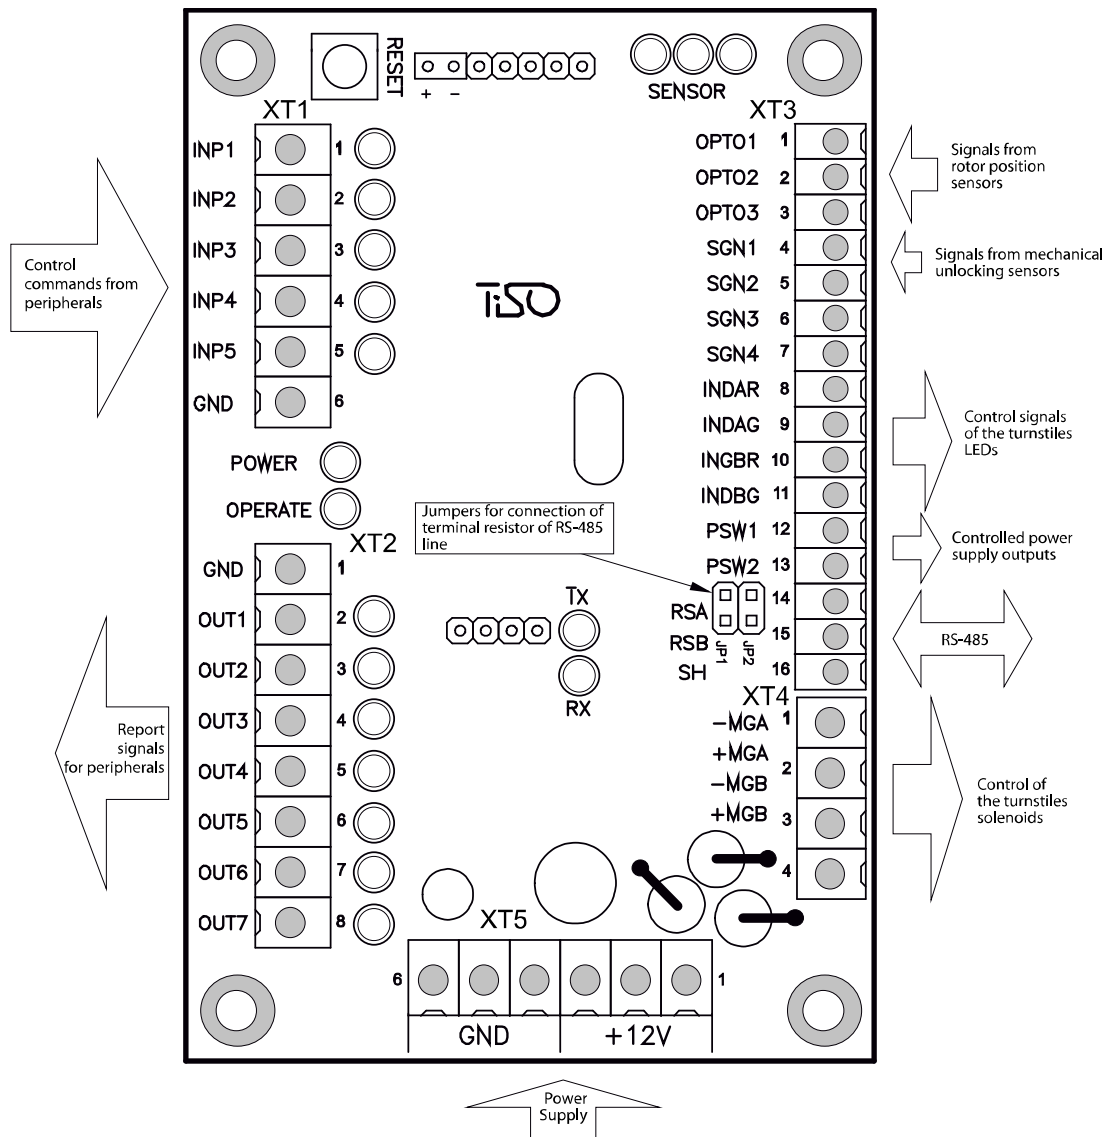 RESET
+ −
SENSOR
XT1
XT3
INP1 1
INP2 2
INP3 3
INP4 4
INP5 5
GND 6
Control
commands from
peripherals
TiSO
OPTO1 1
OPTO2 2
OPTO3 3
SGN1 4
SGN2 5
SGN3 6
SGN4 7
INDAR 8
INDAG 9
INGBR 10
INDBG 11
PSW1 12
PSW2 13
RSA 14
RSB 15
SH 16
JP1
JP2
Signals from
rotor position
sensors
Signals from mechanical
unlocking sensors
Control signals
of the turnstiles
LEDs
Controlled power
supply outputs
RS-485
POWER
OPERATE
Jumpers for connection of
terminal resistor of RS-485
line
XT2
GND 1
OUT1 2
OUT2 3
OUT3 4
OUT4 5
OUT5 6
OUT6 7
OUT7 8
Report
signals
for peripherals
Tx
RX
XT4
−MGA 1
+MGA
−MGB 2
+MGB 3
4
Control of
the turnstiles
solenoids
XT5
6 1
GND +12V
Power
Supply